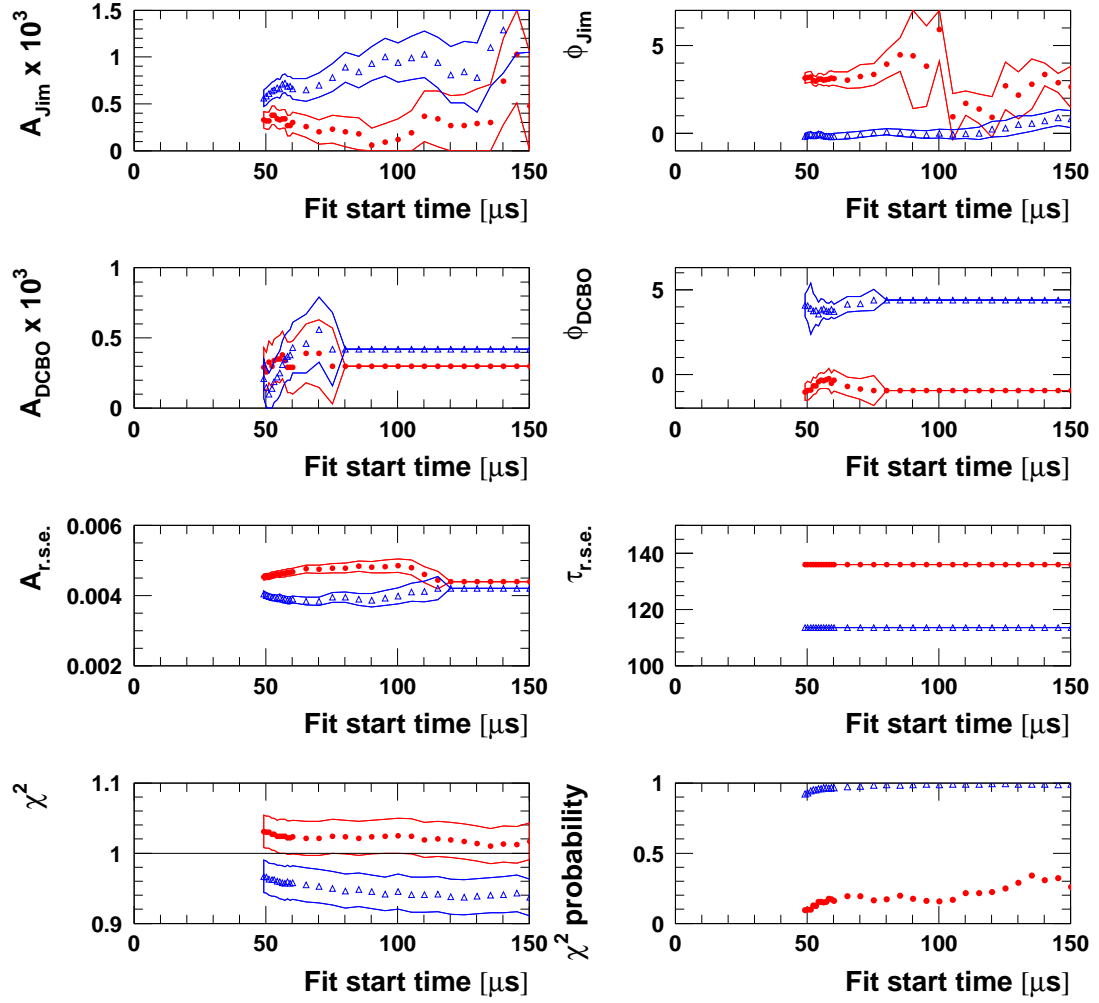 A_Jim x 10^3
1.5
1
0.5
0
0 50 100 150
Fit start time [μs]
ϕ_Jim
5
0
0 50 100 150
Fit start time [μs]
A_DCBO x 10^3
1
0.5
0
0 50 100 150
Fit start time [μs]
ϕ_DCBO
5
0
0 50 100 150
Fit start time [μs]
A_r.s.e.
0.006
0.004
0.002
0 50 100 150
Fit start time [μs]
τ_r.s.e.
140
120
100
0 50 100 150
Fit start time [μs]
χ^2
1.1
1
0.9
0 50 100 150
Fit start time [μs]
χ^2 probability
1
0.5
0
0 50 100 150
Fit start time [μs]